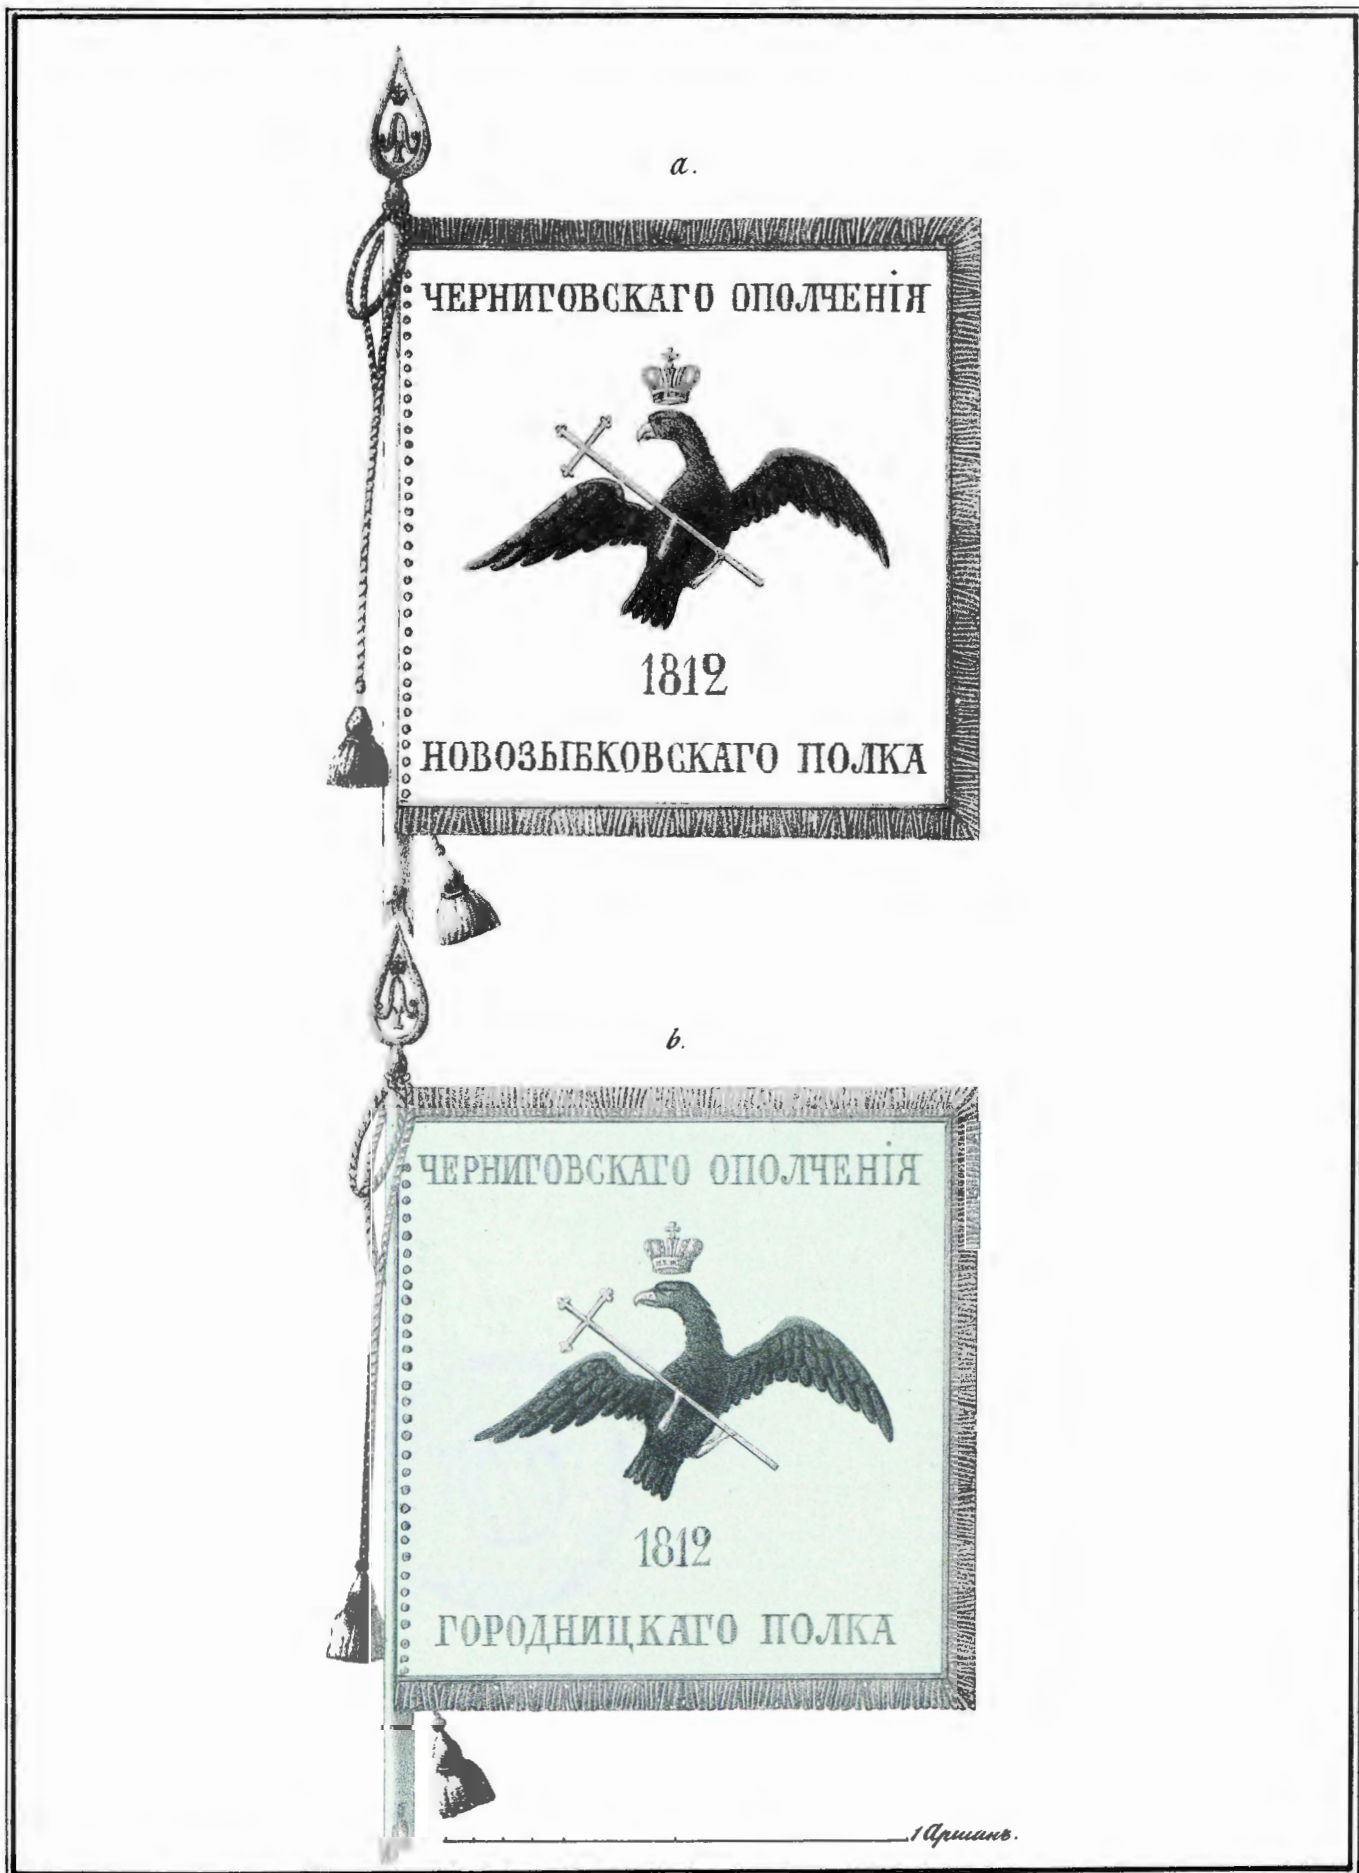 a.
ЧЕРНИГОВСКАГО ОПОЛЧЕНІЯ
1812
НОВОЗЫБКОВСКАГО ПОЛКА
b.
ЧЕРНИГОВСКАГО ОПОЛЧЕНІЯ
1812
ГОРОДНИЦКАГО ПОЛКА
1 Аршинъ.